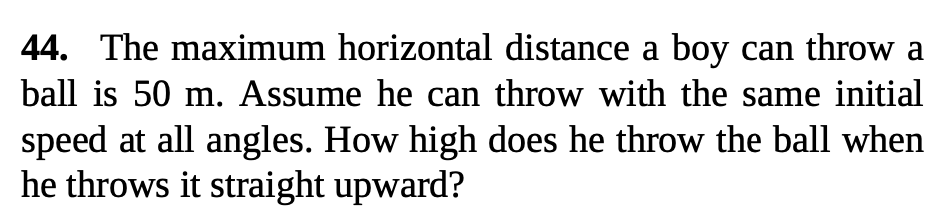 44. The maximum horizontal distance a boy can throw a
ball is 50 m. Assume he can throw with the same initial
speed at all angles. How high does he throw the ball when
he throws it straight upward?